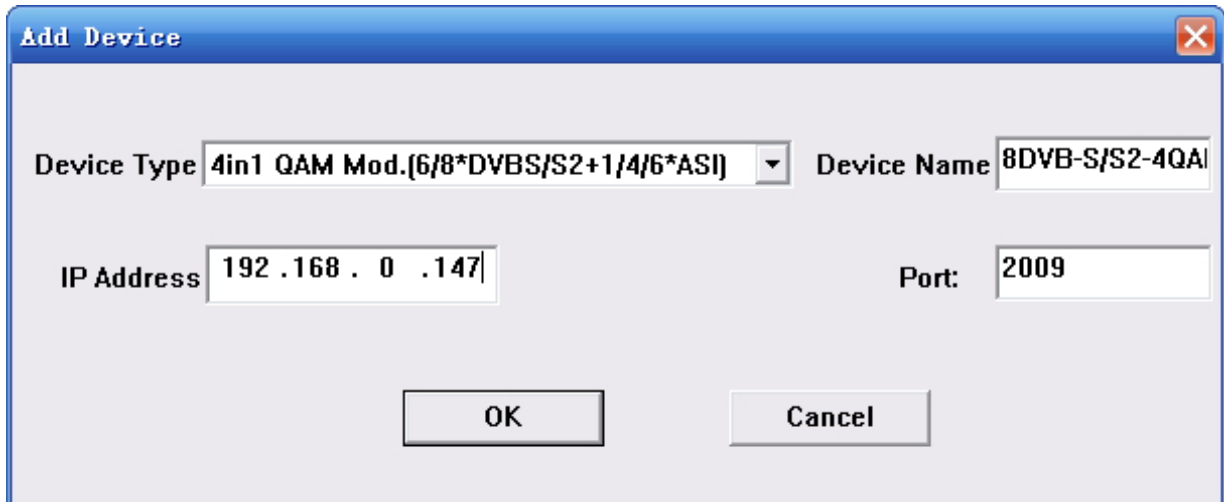 Add Device
Device Type 4in1 QAM Mod.(6/8*DVBS/S2+1/4/6*ASI) Device Name 8DVB-S/S2-4QA
IP Address 192 .168 . 0 .147 Port: 2009
OK Cancel